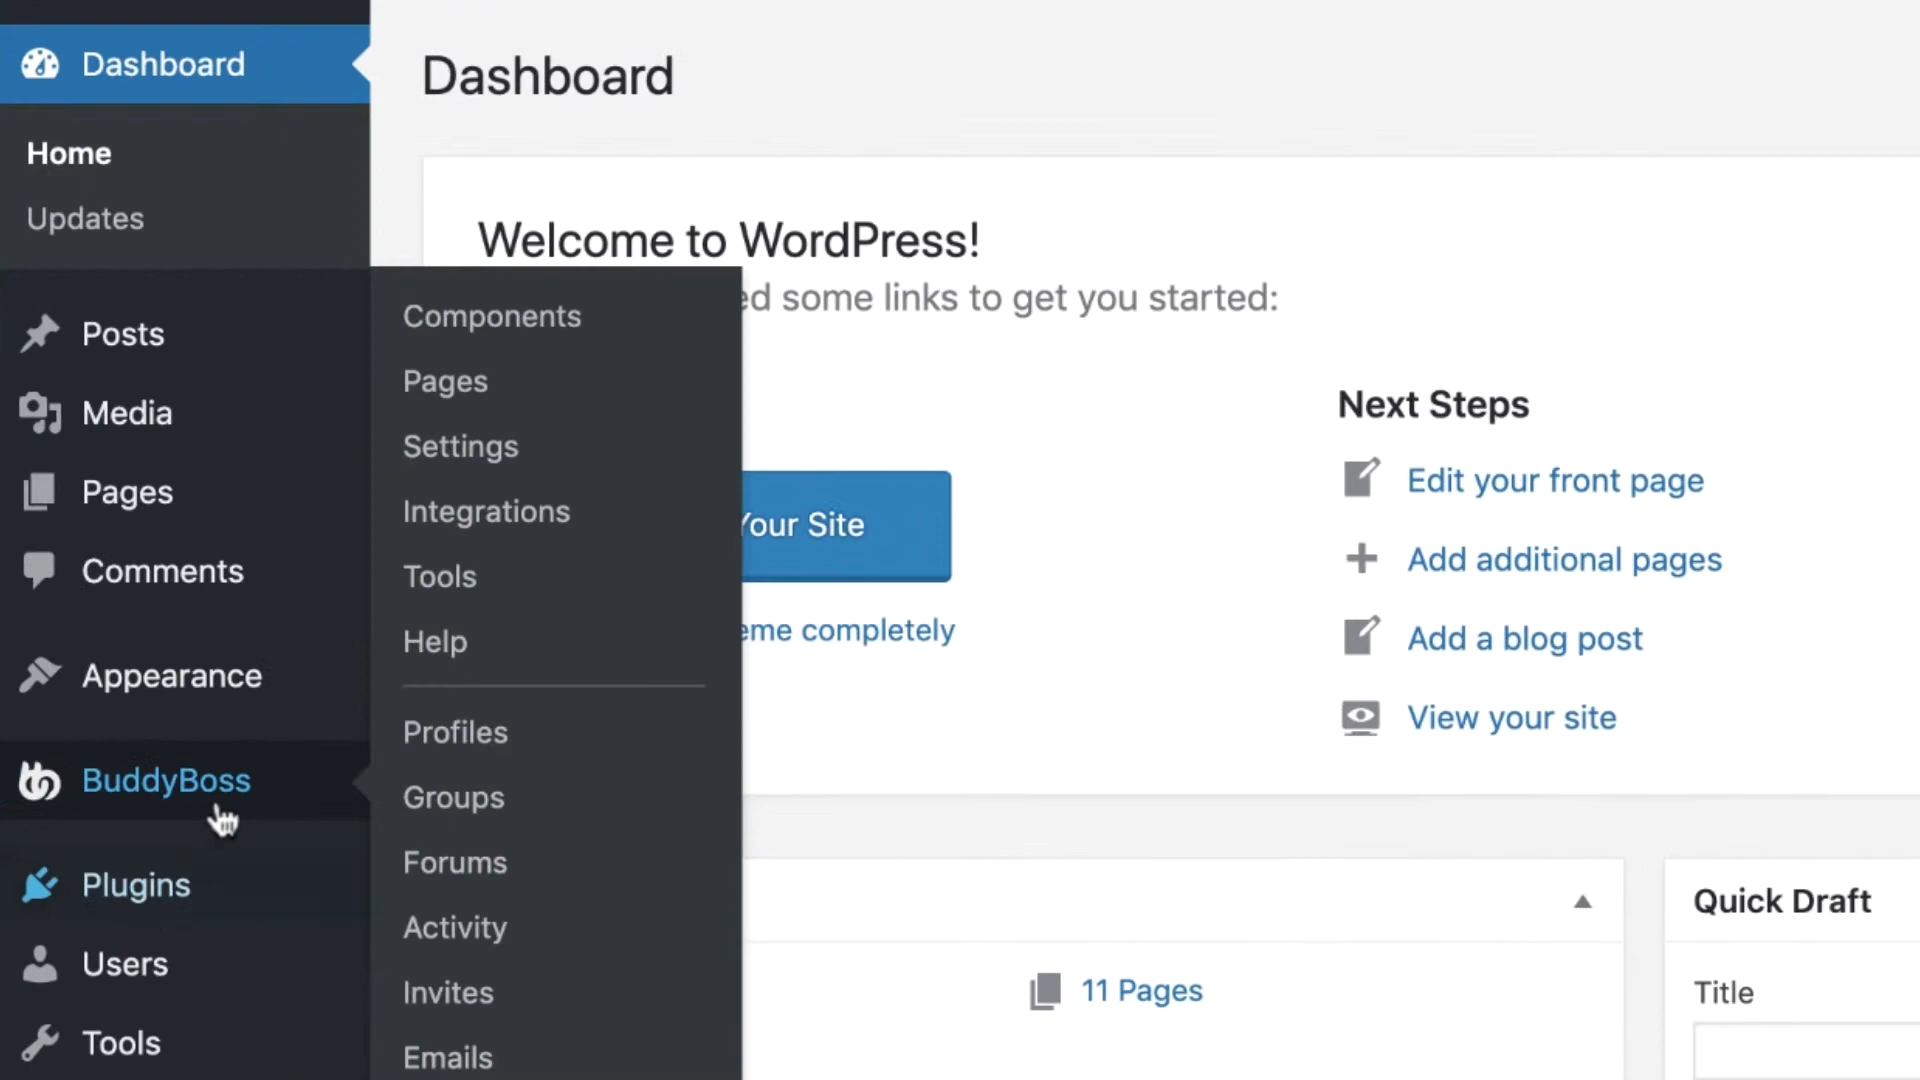 Dashboard
Home
Updates
Posts
Media
Pages
Comments
Appearance
BuddyBoss
Plugins
Users
Tools
Components
Pages
Settings
Integrations
Tools
Help
Profiles
Groups
Forums
Activity
Invites
Emails
Dashboard
Welcome to WordPress!
some links to get you started:
Your Site
completely
Next Steps
Edit your front page
Add additional pages
Add a blog post
View your site
11 Pages
Quick Draft
Title